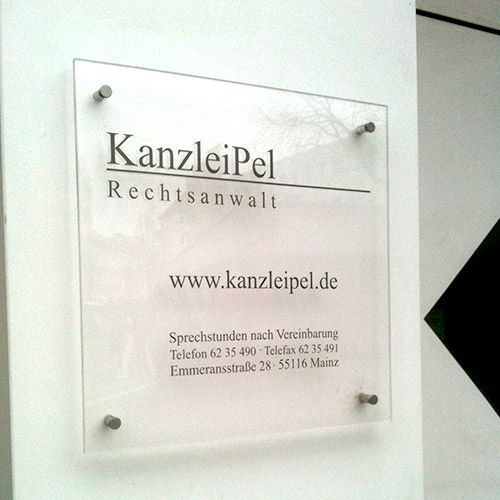 KanzleiPel
Rechtsanwalt
www.kanzleipel.de
Sprechstunden nach Vereinbarung
Telefon 62 35 490 · Telefax 62 35 491
Emmeransstraße 28 · 55116 Mainz